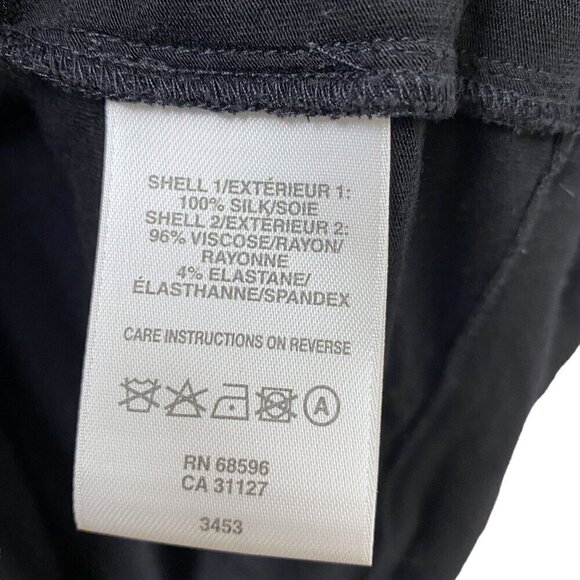 SHELL 1/EXTÉRIEUR 1:
100% SILK/SOIE
SHELL 2/EXTÉRIEUR 2:
96% VISCOSE/RAYON/
RAYONNE
4% ELASTANE/
ÉLASTHANNE/SPANDEX
CARE INSTRUCTIONS ON REVERSE
A
RN 68596
CA 31127
3453